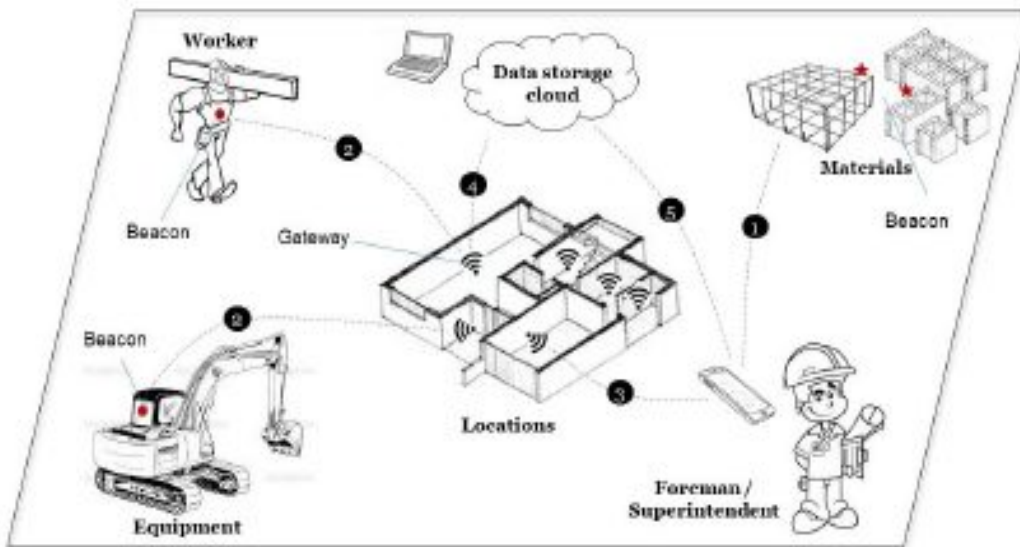 Worker
Data storage
cloud
Materials
Beacon
2
4
5
1
Beacon
Gateway
2
Beacon
3
Locations
Foreman /
Superintendent
Equipment